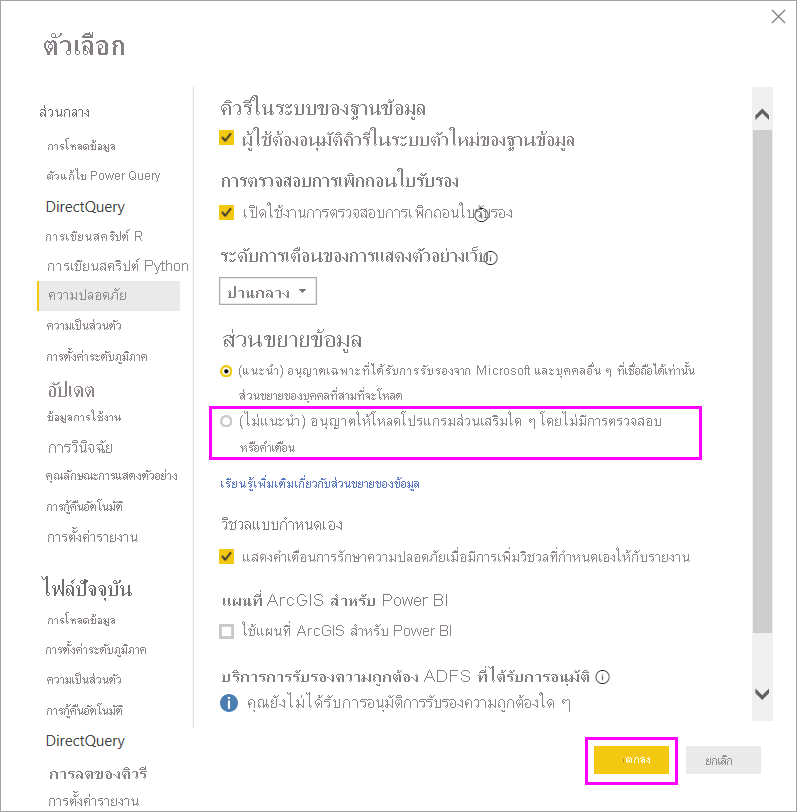 ตัวเลือก
ส่วนกลาง
การโหลดข้อมูล
ตัวแก้ไข Power Query
DirectQuery
การเขียนสคริปต์ R
การเขียนสคริปต์ Python
ความปลอดภัย
ความเป็นส่วนตัว
การตั้งค่าระดับภูมิภาค
อัปเดต
ข้อมูลการใช้งาน
การวินิจฉัย
คุณลักษณะการแสดงตัวอย่าง
การกู้คืนอัตโนมัติ
การตั้งค่ารายงาน
ไฟล์ปัจจุบัน
การโหลดข้อมูล
การตั้งค่าระดับภูมิภาค
ความเป็นส่วนตัว
การกู้คืนอัตโนมัติ
DirectQuery
การลดของคิวรี
การตั้งค่ารายงาน
คิวรีในระบบของฐานข้อมูล
ผู้ใช้ต้องอนุมัติคิวรีในระบบตัวใหม่ของฐานข้อมูล
การตรวจสอบการเพิกถอนใบรับรอง
เปิดใช้งานการตรวจสอบการเพิกถอนใบรับรอง
ระดับการเตือนของการแสดงตัวอย่างเว็บ
ปานกลาง
ส่วนขยายข้อมูล
(แนะนำ) อนุญาตเฉพาะที่ได้รับการรับรองจาก Microsoft และบุคคลอื่น ๆ ที่เชื่อถือได้เท่านั้น
ส่วนขยายของบุคคลที่สามที่จะโหลด
(ไม่แนะนำ) อนุญาตให้โหลดโปรแกรมส่วนเสริมใด ๆ โดยไม่มีการตรวจสอบ
หรือคำเตือน
เรียนรู้เพิ่มเติมเกี่ยวกับส่วนขยายของข้อมูล
วิชวลแบบกำหนดเอง
แสดงคำเตือนการรักษาความปลอดภัยเมื่อมีการเพิ่มวิชวลที่กำหนดเองให้กับรายงาน
แผนที่ ArcGIS สำหรับ Power BI
ใช้แผนที่ ArcGIS สำหรับ Power BI
บริการการรับรองความถูกต้อง ADFS ที่ได้รับการอนุมัติ
คุณยังไม่ได้รับการอนุมัติการรับรองความถูกต้องใด ๆ
ตกลง
ยกเลิก